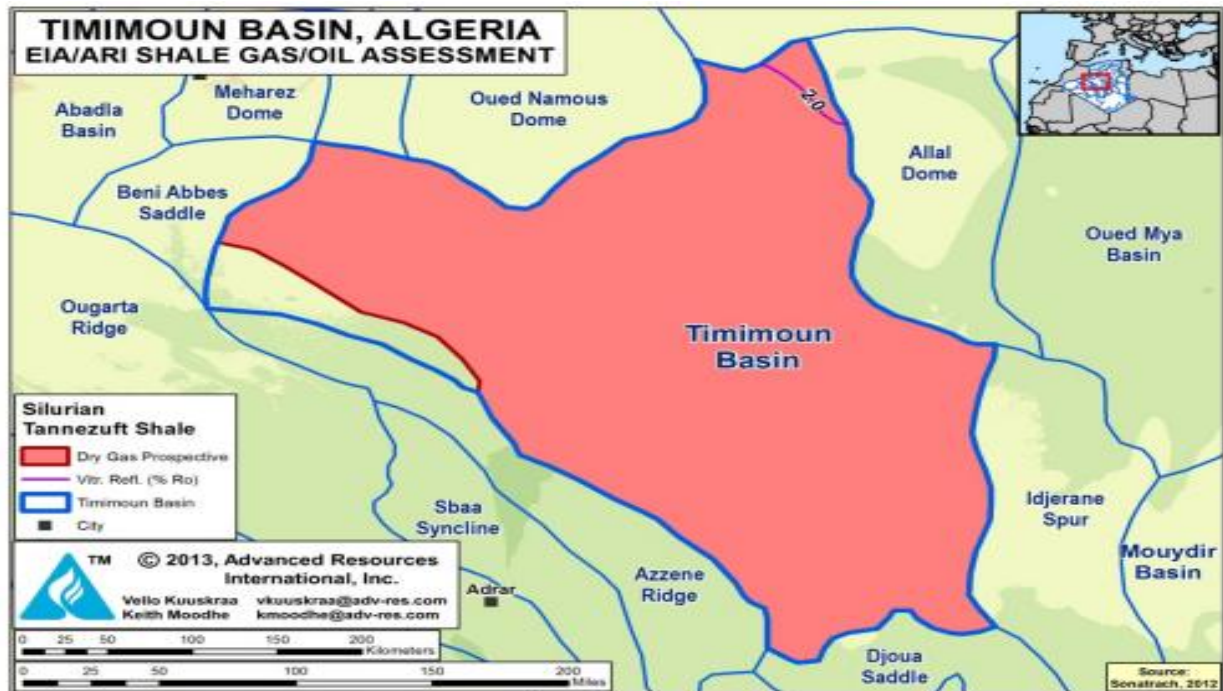 TIMIMOUN BASIN, ALGERIA
EIA/ARI SHALE GAS/OIL ASSESSMENT
Abadla
Basin
Meharez
Dome
Oued Namous
Dome
2.0
Allal
Dome
Beni Abbes
Saddle
Oued Mya
Basin
Ougarta
Ridge
Timimoun
Basin
Silurian
Tannezuft Shale
Dry Gas Prospective
Vitr. Refl. (% Ro)
Timimoun Basin
City
Sbaa
Syncline
Idjerane
Spur
Mouydir
Basin
Azzene
Ridge
Adrar
TM
© 2013, Advanced Resources
International, Inc.
Vello Kuuskraa vkuuskraa@adv-res.com
Keith Moodhe kmoodhe@adv-res.com
0 25 50 100 150 200
Kilometers
0 25 50 100 150 200
Miles
Djoua
Saddle
Source:
Sonatrach, 2012